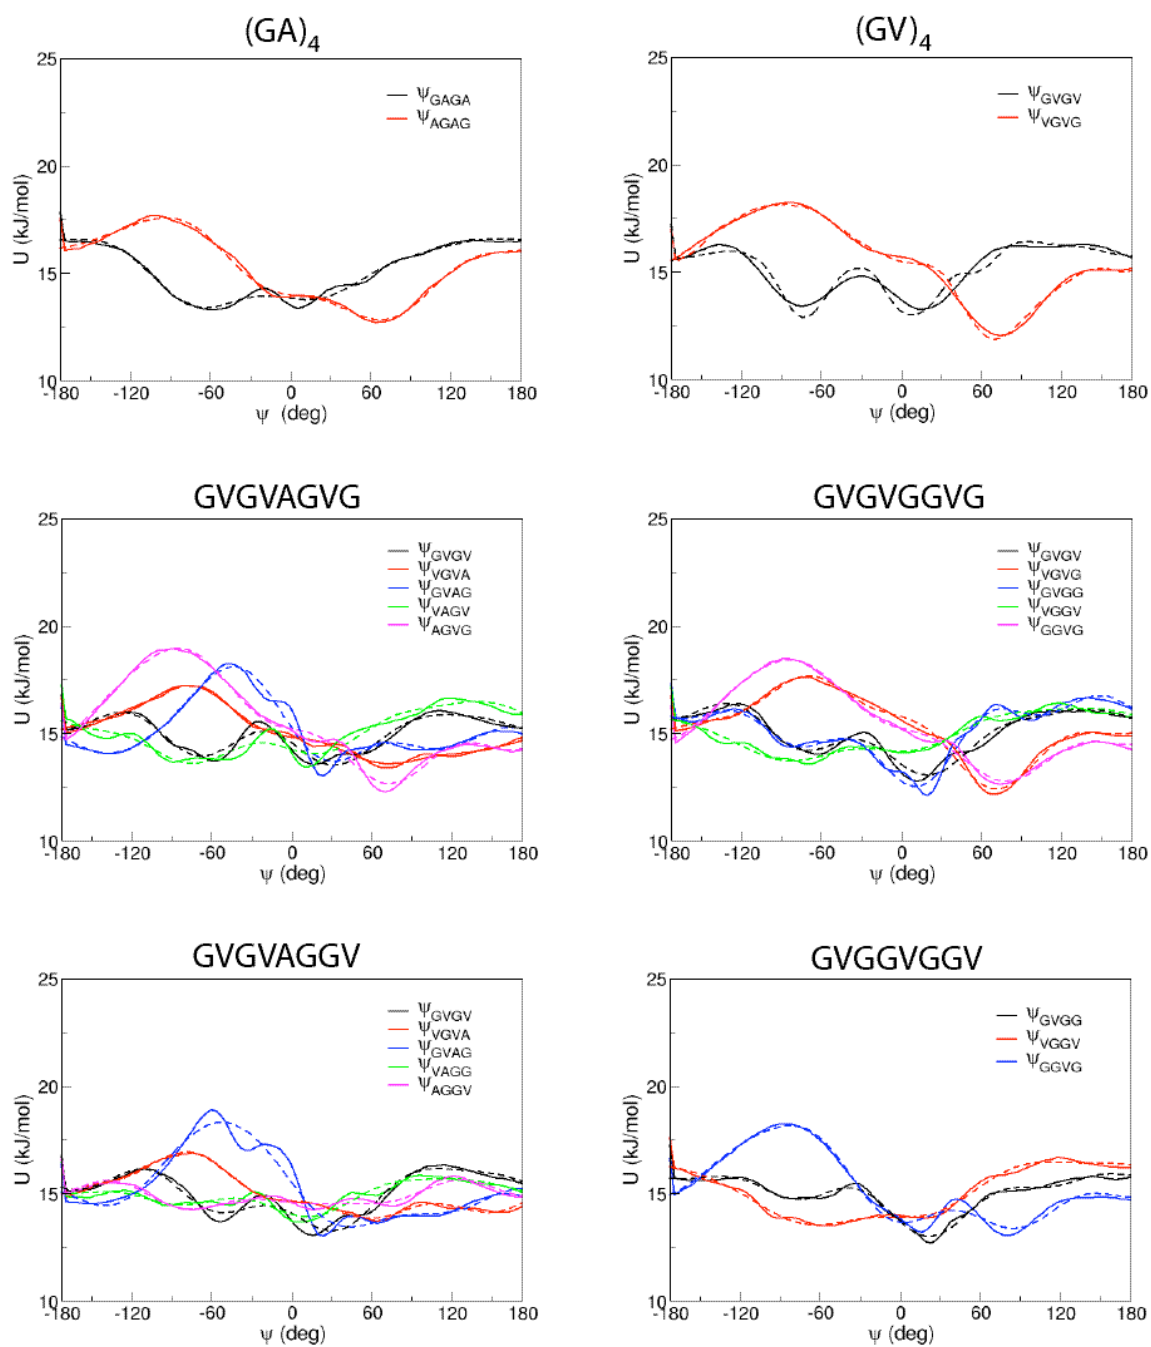 (GA)4
25
20
15
10
U (kJ/mol)
ΨGAGA
ΨAGAG
-180 -120 -60 0 60 120 180
ψ (deg)
(GV)4
25
20
15
10
U (kJ/mol)
ΨGVGV
ΨVGVG
-180 -120 -60 0 60 120 180
ψ (deg)
GVGVAGVG
25
20
15
10
U (kJ/mol)
ΨGVGV
ΨVGVA
ΨGVAG
ΨVAGV
ΨAGVG
-180 -120 -60 0 60 120 180
ψ (deg)
GVGVGGVG
25
20
15
10
U (kJ/mol)
ΨGVGV
ΨVGVG
ΨGVGG
ΨVGGV
ΨGGVG
-180 -120 -60 0 60 120 180
ψ (deg)
GVGVAGGV
25
20
15
10
U (kJ/mol)
ΨGVGV
ΨVGVA
ΨGVAG
ΨVAGG
ΨAGGV
-180 -120 -60 0 60 120 180
ψ (deg)
GVGGVGGV
25
20
15
10
U (kJ/mol)
ΨGVGG
ΨVGGV
ΨGGVG
-180 -120 -60 0 60 120 180
ψ (deg)